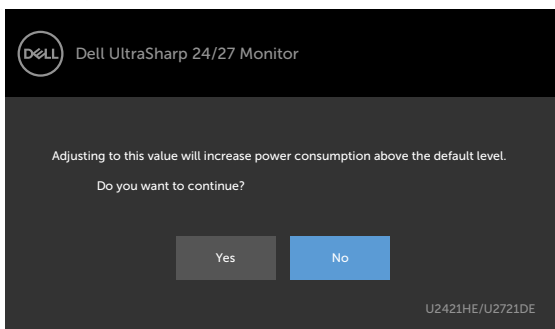 DELL
Dell UltraSharp 24/27 Monitor
Adjusting to this value will increase power consumption above the default level.
Do you want to continue?
Yes
No
U2421HE/U2721DE